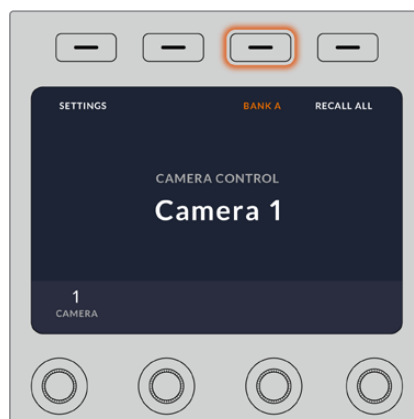 SETTINGS BANK A RECALL ALL
CAMERA CONTROL
Camera 1
1
CAMERA